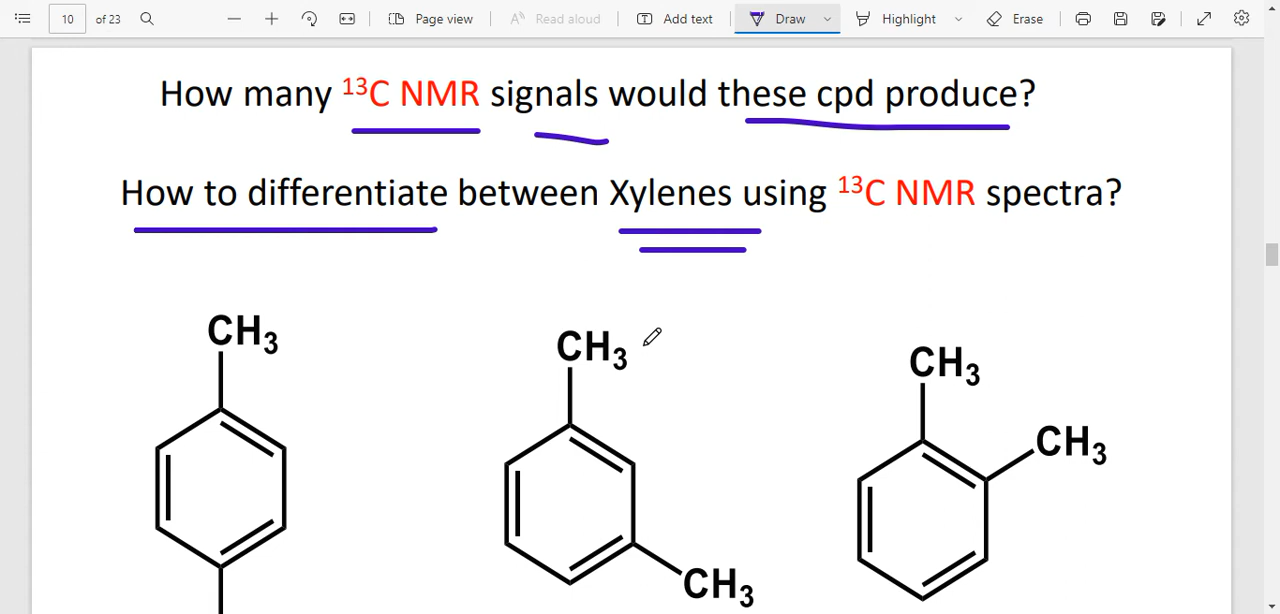 10 of 23 Page view Read aloud Add text Draw Highlight Erase
How many ¹³C NMR signals would these cpd produce?
How to differentiate between Xylenes using ¹³C NMR spectra?
CH₃ CH₃ CH₃
CH₃
CH₃